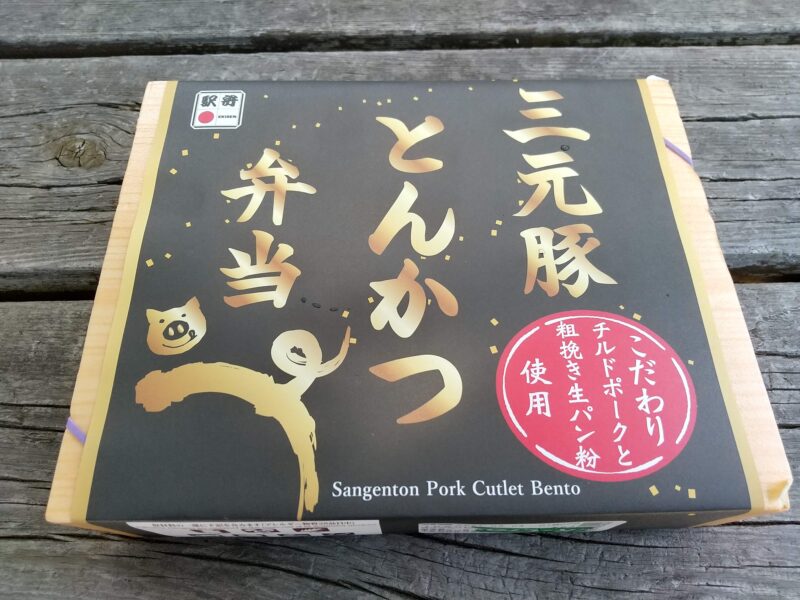 三元豚
とんかつ
弁当
駅弁
EKIBEN
こだわり
チルドポークと
粗挽き生パン粉
使用
Sangenton Pork Cutlet Bento